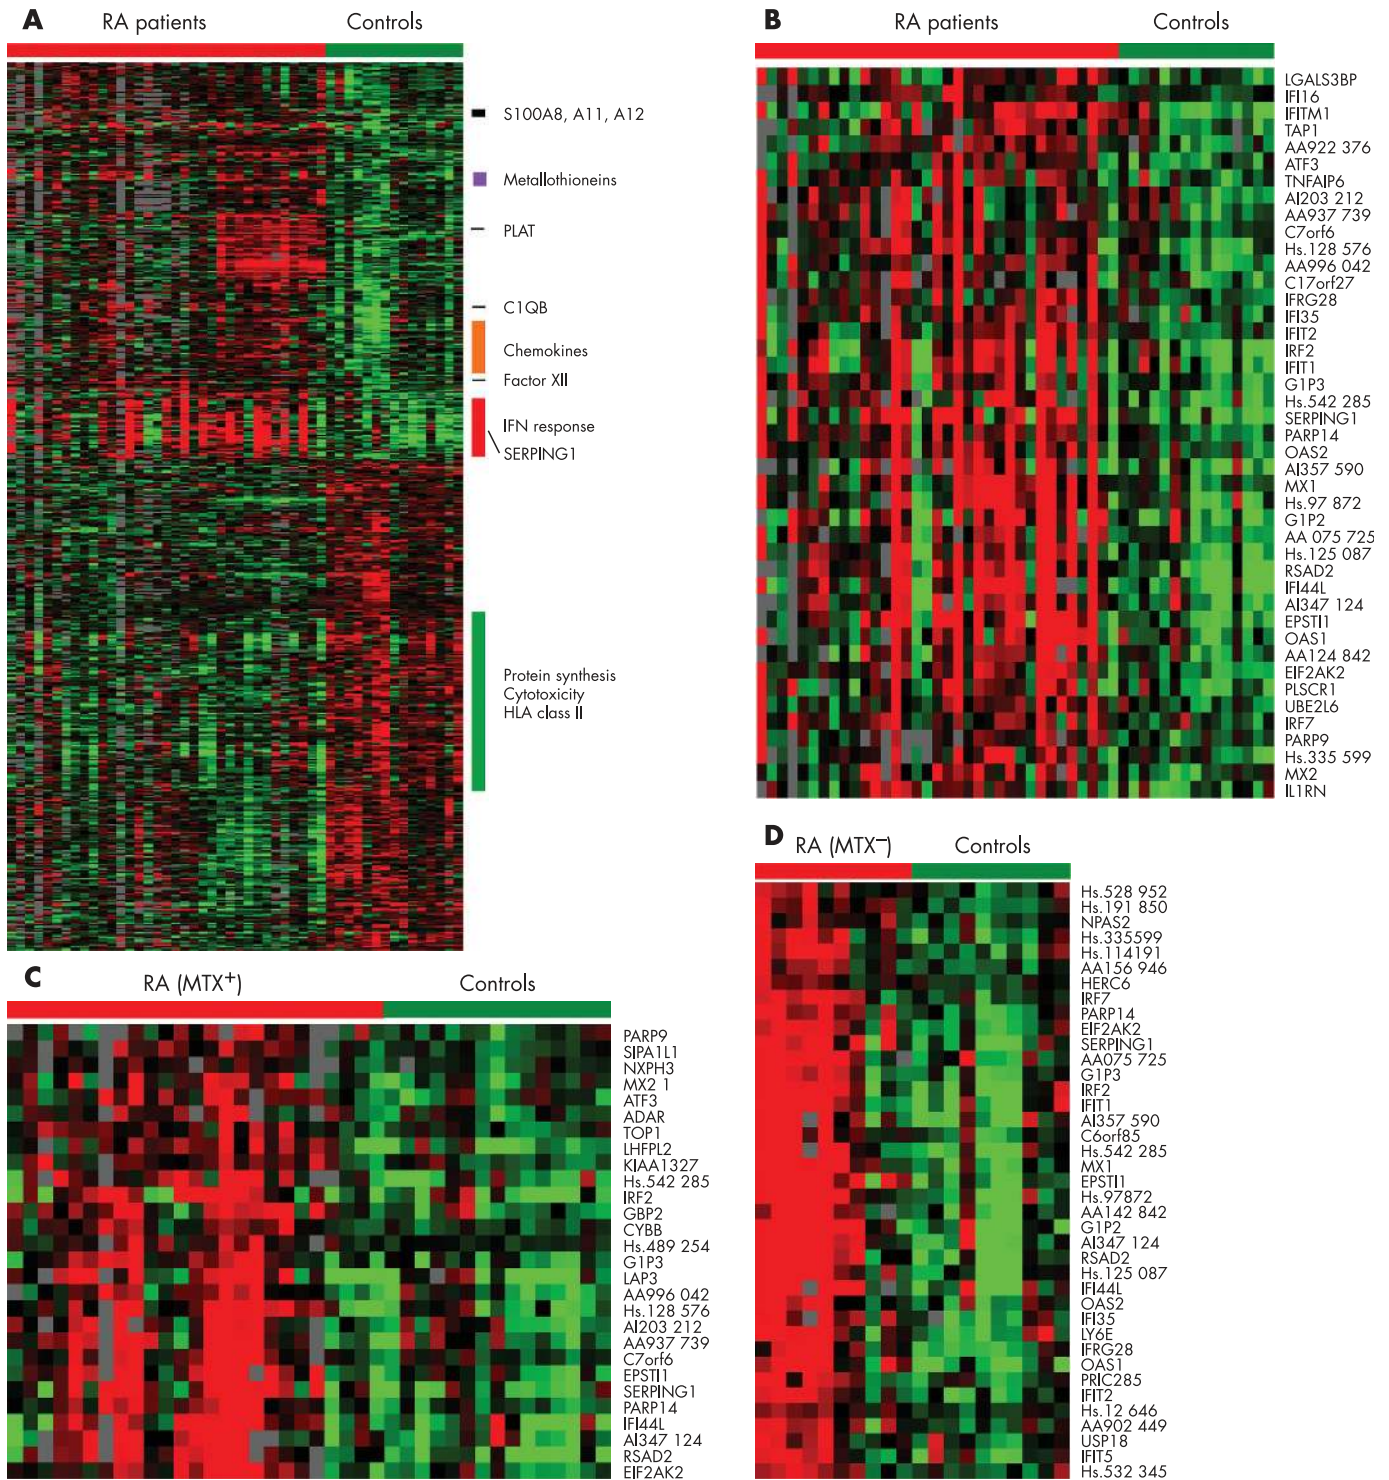 A
RA patients
Controls
S100A8, A11, A12
Metallothioneins
PLAT
C1QB
Chemokines
Factor XII
IFN response
SERPING1
Protein synthesis
Cytotoxicity
HLA class II
B
RA patients
Controls
LGALS3BP
IFI16
IFITM1
TAP1
AA922 376
ATF3
TNFAIP6
AI203 212
AA937 739
C7orf6
Hs.128 576
AA996 042
C17orf27
IFRG28
IFI35
IFIT2
IRF2
IFIT1
G1P3
Hs.542 285
SERPING1
PARP14
OAS2
AI357 590
MX1
Hs.97 872
G1P2
AA 075 725
Hs.125 087
RSAD2
IFI44L
AI347 124
EPSTI1
OAS1
AA124 842
EIF2AK2
PLSCR1
UBE2L6
IRF7
PARP9
Hs.335 599
MX2
IL1RN
C
RA (MTX+)
Controls
PARP9
SIPA1L1
NXPH3
MX2 1
ATF3
ADAR
TOP1
LHFPL2
KIAA1327
Hs.542 285
IRF2
GBP2
CYBB
Hs.489 254
G1P3
LAP3
AA996 042
Hs.128 576
AI203 212
AA937 739
C7orf6
EPSTI1
SERPING1
PARP14
IFI44L
AI347 124
RSAD2
EIF2AK2
D
RA (MTX−)
Controls
Hs.528 952
Hs.191 850
NPAS2
Hs.335599
Hs.114191
AA156 946
HERC6
IRF7
PARP14
EIF2AK2
SERPING1
AA075 725
G1P3
IRF2
IFIT1
AI357 590
C6orf85
Hs.542 285
MX1
EPSTI1
Hs.97872
AA142 842
G1P2
AI347 124
RSAD2
Hs.125 087
IFI44L
OAS2
IFI35
LY6E
IFRG28
OAS1
PRIC285
IFIT2
Hs.12 646
AA902 449
USP18
IFIT5
Hs.532 345